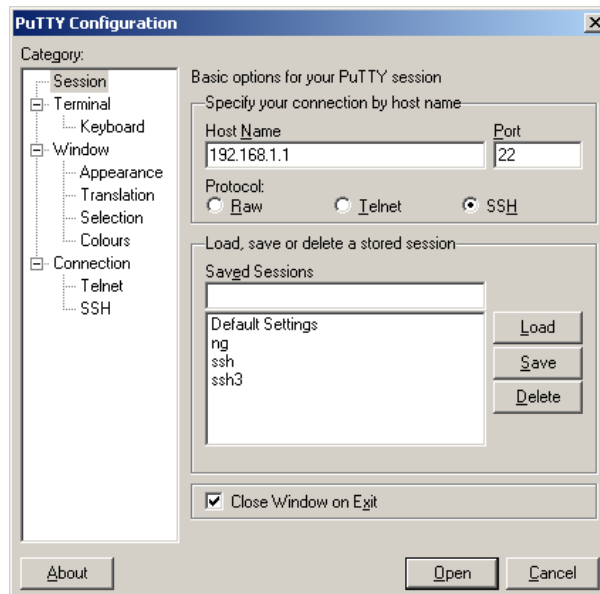 PuTTY Configuration
Category:
Session
Terminal
Keyboard
Window
Appearance
Translation
Selection
Colours
Connection
Telnet
SSH
Basic options for your PuTTY session
Specify your connection by host name
Host Name Port
192.168.1.1 22
Protocol:
Raw Telnet SSH
Load, save or delete a stored session
Saved Sessions
Default Settings
ng
ssh
ssh3
Load
Save
Delete
Close Window on Exit
About Open Cancel